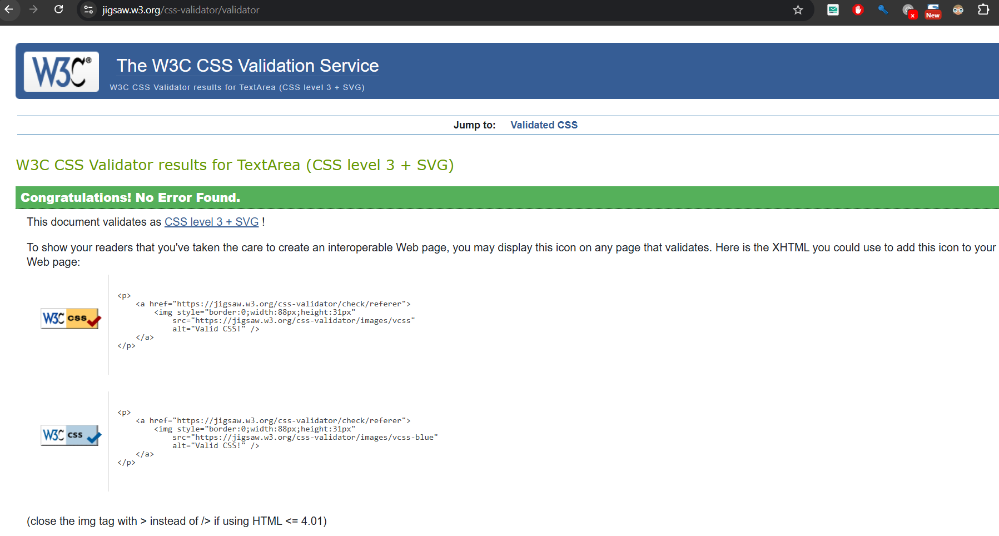 jigsaw.w3.org/css-validator/validator
x
New
W3C®
The W3C CSS Validation Service
W3C CSS Validator results for TextArea (CSS level 3 + SVG)
Jump to: Validated CSS
W3C CSS Validator results for TextArea (CSS level 3 + SVG)
Congratulations! No Error Found.
This document validates as CSS level 3 + SVG !
To show your readers that you've taken the care to create an interoperable Web page, you may display this icon on any page that validates. Here is the XHTML you could use to add this icon to your
Web page:
W3C css
<p>
    <a href="https://jigsaw.w3.org/css-validator/check/referer">
        <img style="border:0;width:88px;height:31px"
            src="https://jigsaw.w3.org/css-validator/images/vcss"
            alt="Valid CSS!" />
    </a>
</p>
W3C css
<p>
    <a href="https://jigsaw.w3.org/css-validator/check/referer">
        <img style="border:0;width:88px;height:31px"
            src="https://jigsaw.w3.org/css-validator/images/vcss-blue"
            alt="Valid CSS!" />
    </a>
</p>
(close the img tag with > instead of /> if using HTML <= 4.01)